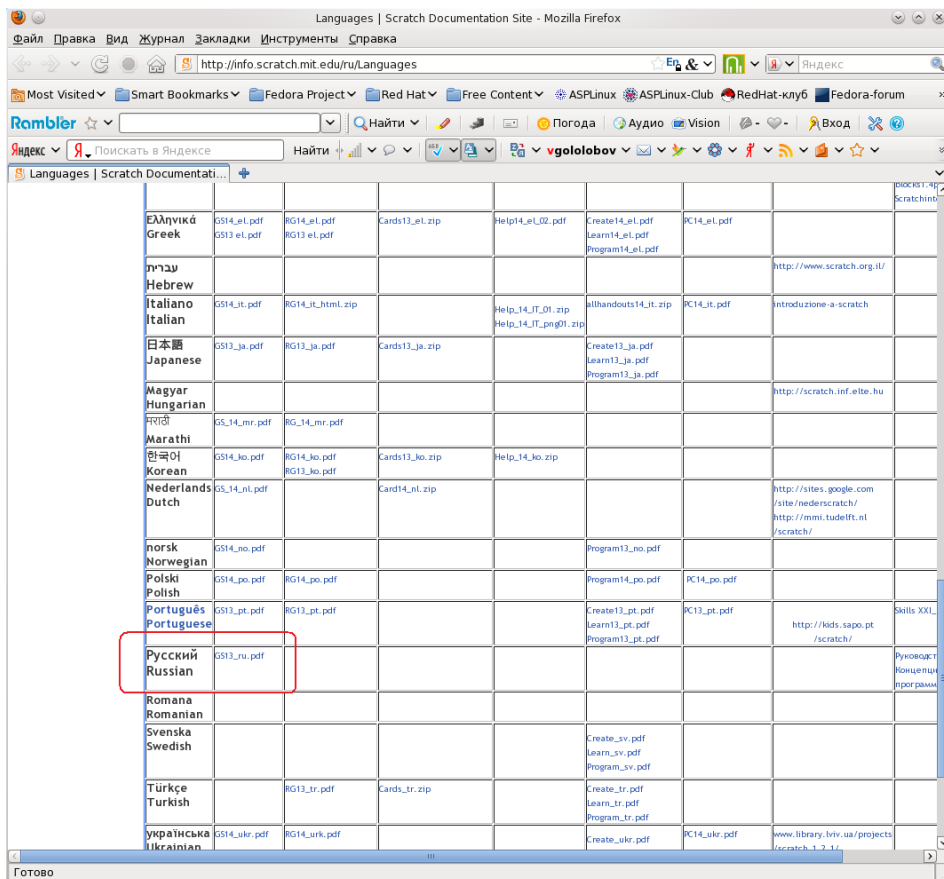 Languages | Scratch Documentation Site - Mozilla Firefox
Файл Правка Вид Журнал Закладки Инструменты Справка
http://info.scratch.mit.edu/ru/Languages
Яндекс
Most Visited Smart Bookmarks Fedora Project Red Hat Free Content ASPLinux ASPLinux-Club RedHat-клуб Fedora-forum
Rambler Найти Погода Аудио Vision Вход
Яндекс Поискать в Яндексе Найти vgololobov
Languages | Scratch Documentati...
blocks1.4p
Scratchint
Ελληνικά GS14_el.pdf RG14_el.pdf Cards13_el.zip Help14_el_02.pdf Create14_el.pdf PC14_el.pdf
Greek GS13 el.pdf RG13 el.pdf Learn14_el.pdf
Program14_el.pdf
עברית http://www.scratch.org.il/
Hebrew
Italiano GS14_it.pdf RG14_it_html.zip allhandouts14_it.zip PC14_it.pdf introduzione-a-scratch
Italian Help_14_IT_01.zip
Help_14_IT_png01.zip
日本語 GS13_ja.pdf RG13_ja.pdf Cards13_ja.zip Create13_ja.pdf
Japanese Learn13_ja.pdf
Program13_ja.pdf
Magyar http://scratch.inf.elte.hu
Hungarian
मराठी GS_14_mr.pdf RG_14_mr.pdf
Marathi
한국어 GS14_ko.pdf RG14_ko.pdf Cards13_ko.zip Help_14_ko.zip
Korean RG13_ko.pdf
Nederlands GS_14_nl.pdf Card14_nl.zip http://sites.google.com
Dutch /site/nederscratch/
http://mmi.tudelft.nl
/scratch/
norsk GS14_no.pdf Program13_no.pdf
Norwegian
Polski GS14_po.pdf RG14_po.pdf Program14_po.pdf PC14_po.pdf
Polish
Português GS13_pt.pdf RG13_pt.pdf Create13_pt.pdf PC13_pt.pdf Skills XXI_
Portuguese Learn13_pt.pdf http://kids.sapo.pt /
Program13_pt.pdf /scratch/
Русский GS13_ru.pdf Руководст
Russian Концепци
программ
Romana
Romanian
Svenska Create_sv.pdf
Swedish Learn_sv.pdf
Program_sv.pdf
Türkçe RG13_tr.pdf Cards_tr.zip Create_tr.pdf
Turkish Learn_tr.pdf
Program_tr.pdf
українська GS14_ukr.pdf RG14_urk.pdf Create_ukr.pdf PC14_ukr.pdf www.library.lviv.ua/projects
Ukrainian /scratch_1_2_1/
Готово